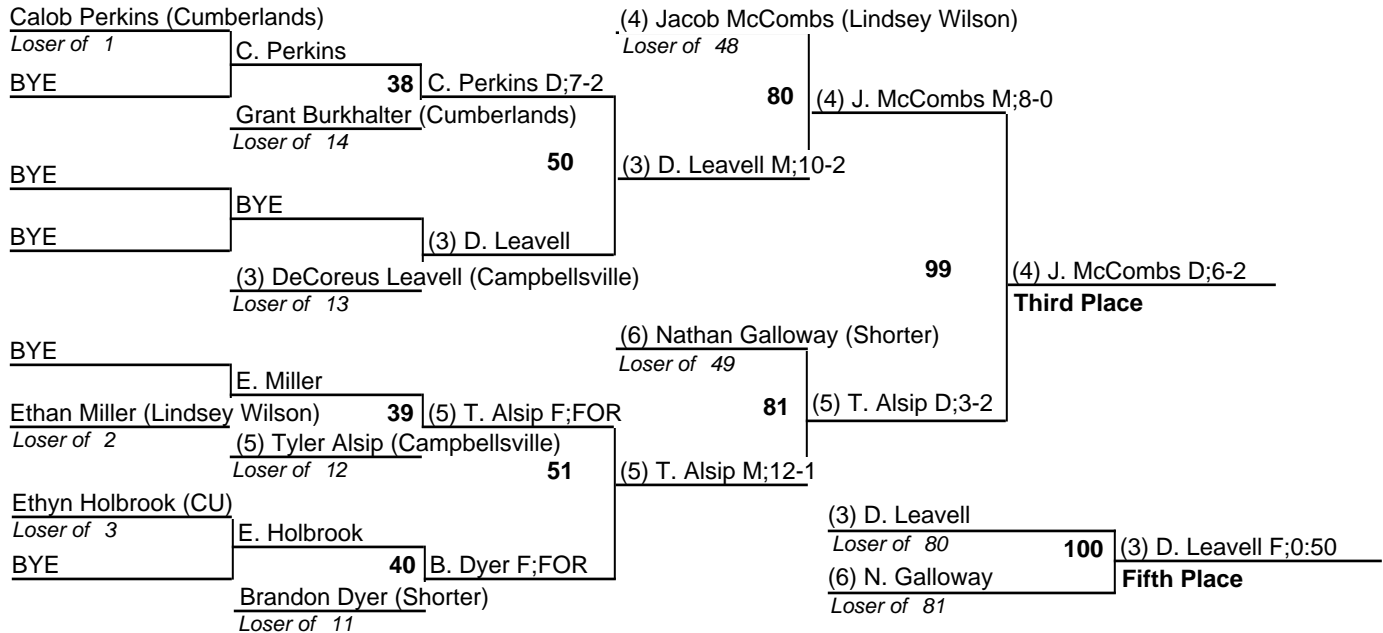 Calob Perkins (Cumberlands)
Loser of 1
BYE
C. Perkins
38
Grant Burkhalter (Cumberlands)
Loser of 14
C. Perkins D;7-2
BYE
BYE
BYE
(3) DeCoreus Leavell (Campbellsville)
Loser of 13
(3) D. Leavell
50
(3) D. Leavell M;10-2
(4) Jacob McCombs (Lindsey Wilson)
Loser of 48
80
(4) J. McCombs M;8-0
BYE
Ethan Miller (Lindsey Wilson)
Loser of 2
E. Miller
39
(5) Tyler Alsip (Campbellsville)
Loser of 12
(5) T. Alsip F;FOR
Ethyn Holbrook (CU)
Loser of 3
BYE
E. Holbrook
40
Brandon Dyer (Shorter)
Loser of 11
B. Dyer F;FOR
51
(5) T. Alsip M;12-1
(6) Nathan Galloway (Shorter)
Loser of 49
81
(5) T. Alsip D;3-2
99
(4) J. McCombs D;6-2
Third Place
(3) D. Leavell
Loser of 80
100
(6) N. Galloway
Loser of 81
(3) D. Leavell F;0:50
Fifth Place